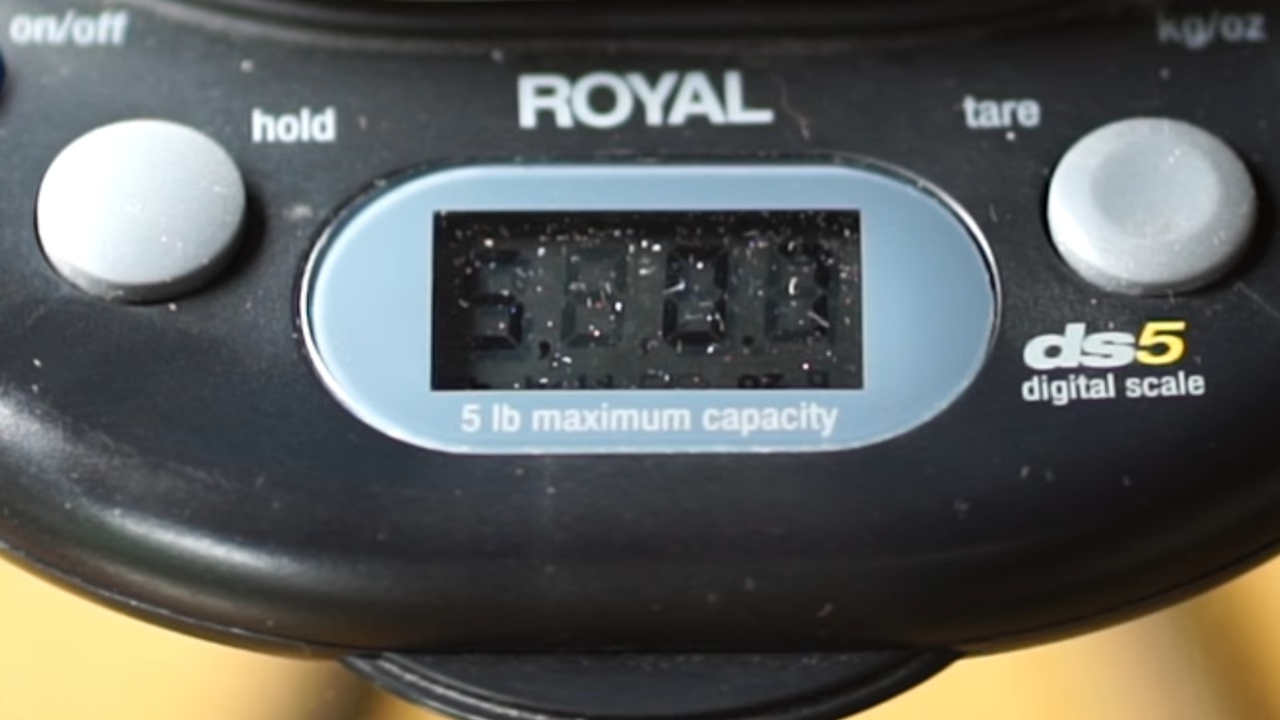 on/off
kg/oz
hold
ROYAL
tare
ds5
digital scale
5 lb maximum capacity